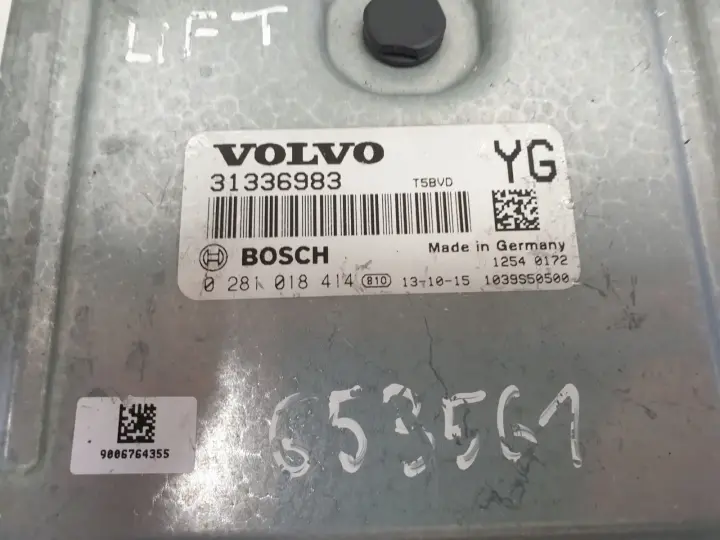 LIFT
VOLVO
YG
31336983 T5BVD
BOSCH
Made in Germany
1254 0172
0 281 018 414 B10 13-10-15 1039S50500
653561
9006764355